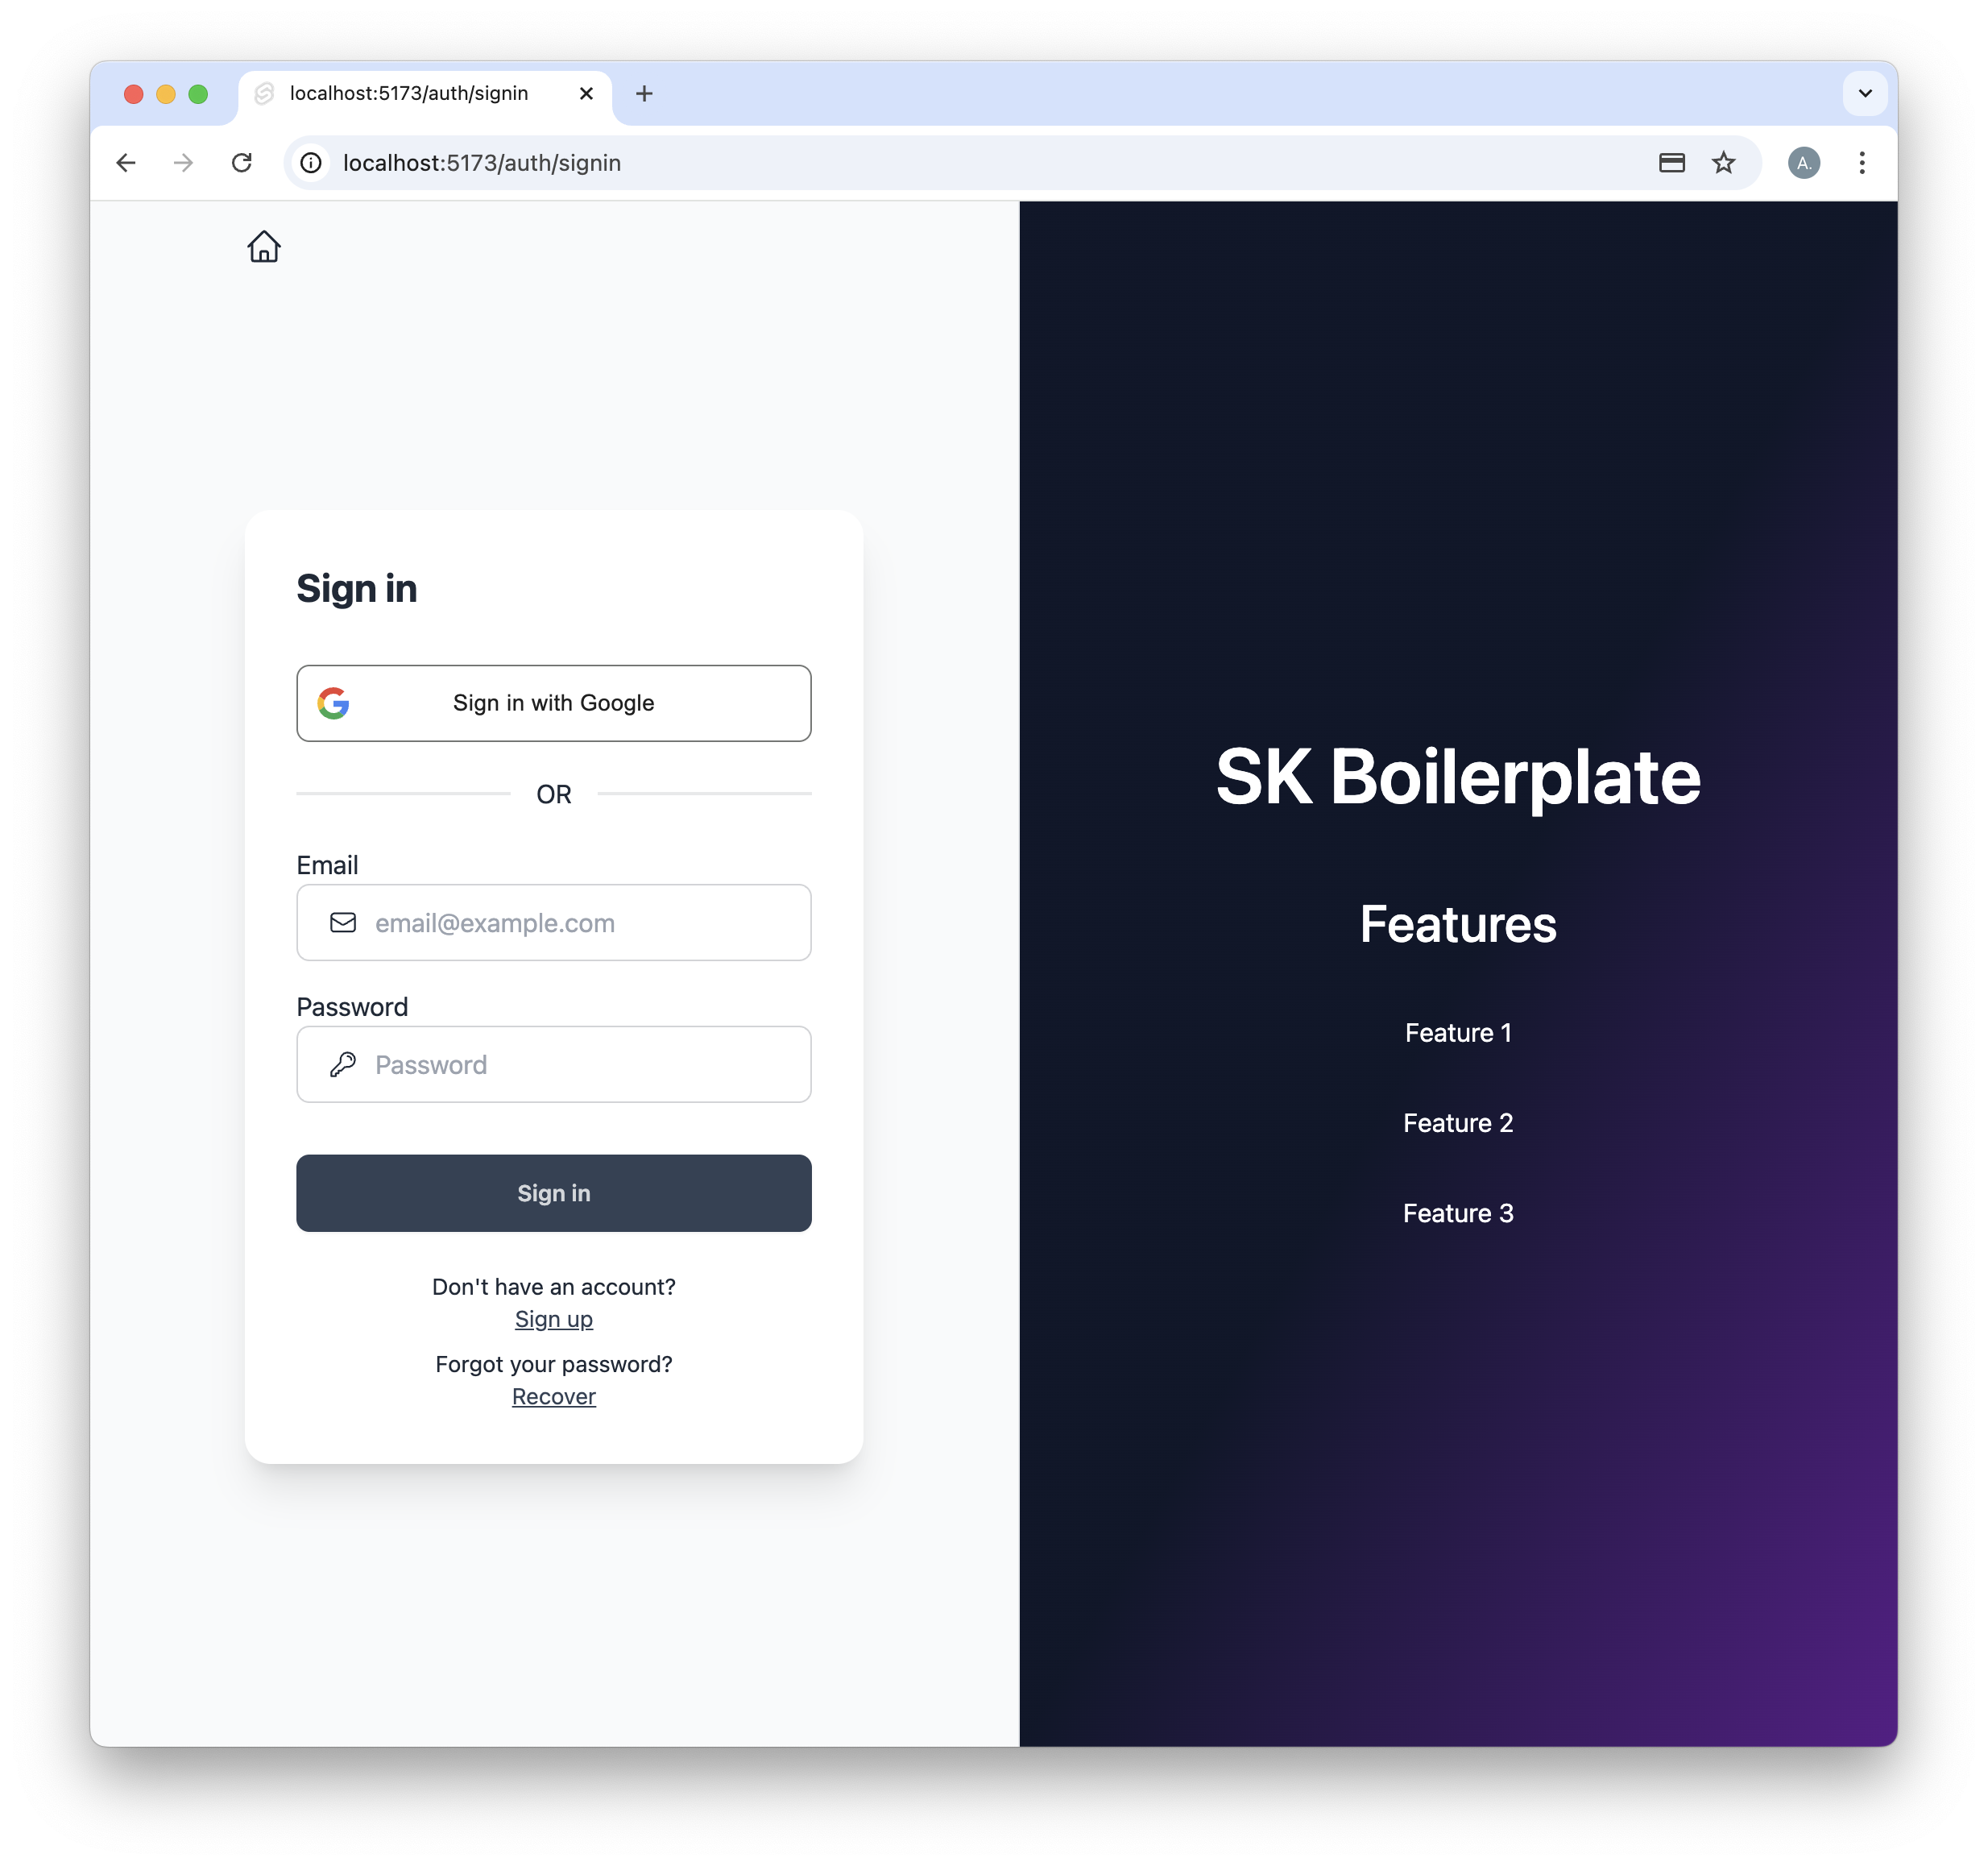 localhost:5173/auth/signin
localhost:5173/auth/signin
A.
Sign in
Sign in with Google
OR
Email
email@example.com
Password
Password
Sign in
Don't have an account?
Sign up
Forgot your password?
Recover
SK Boilerplate
Features
Feature 1
Feature 2
Feature 3